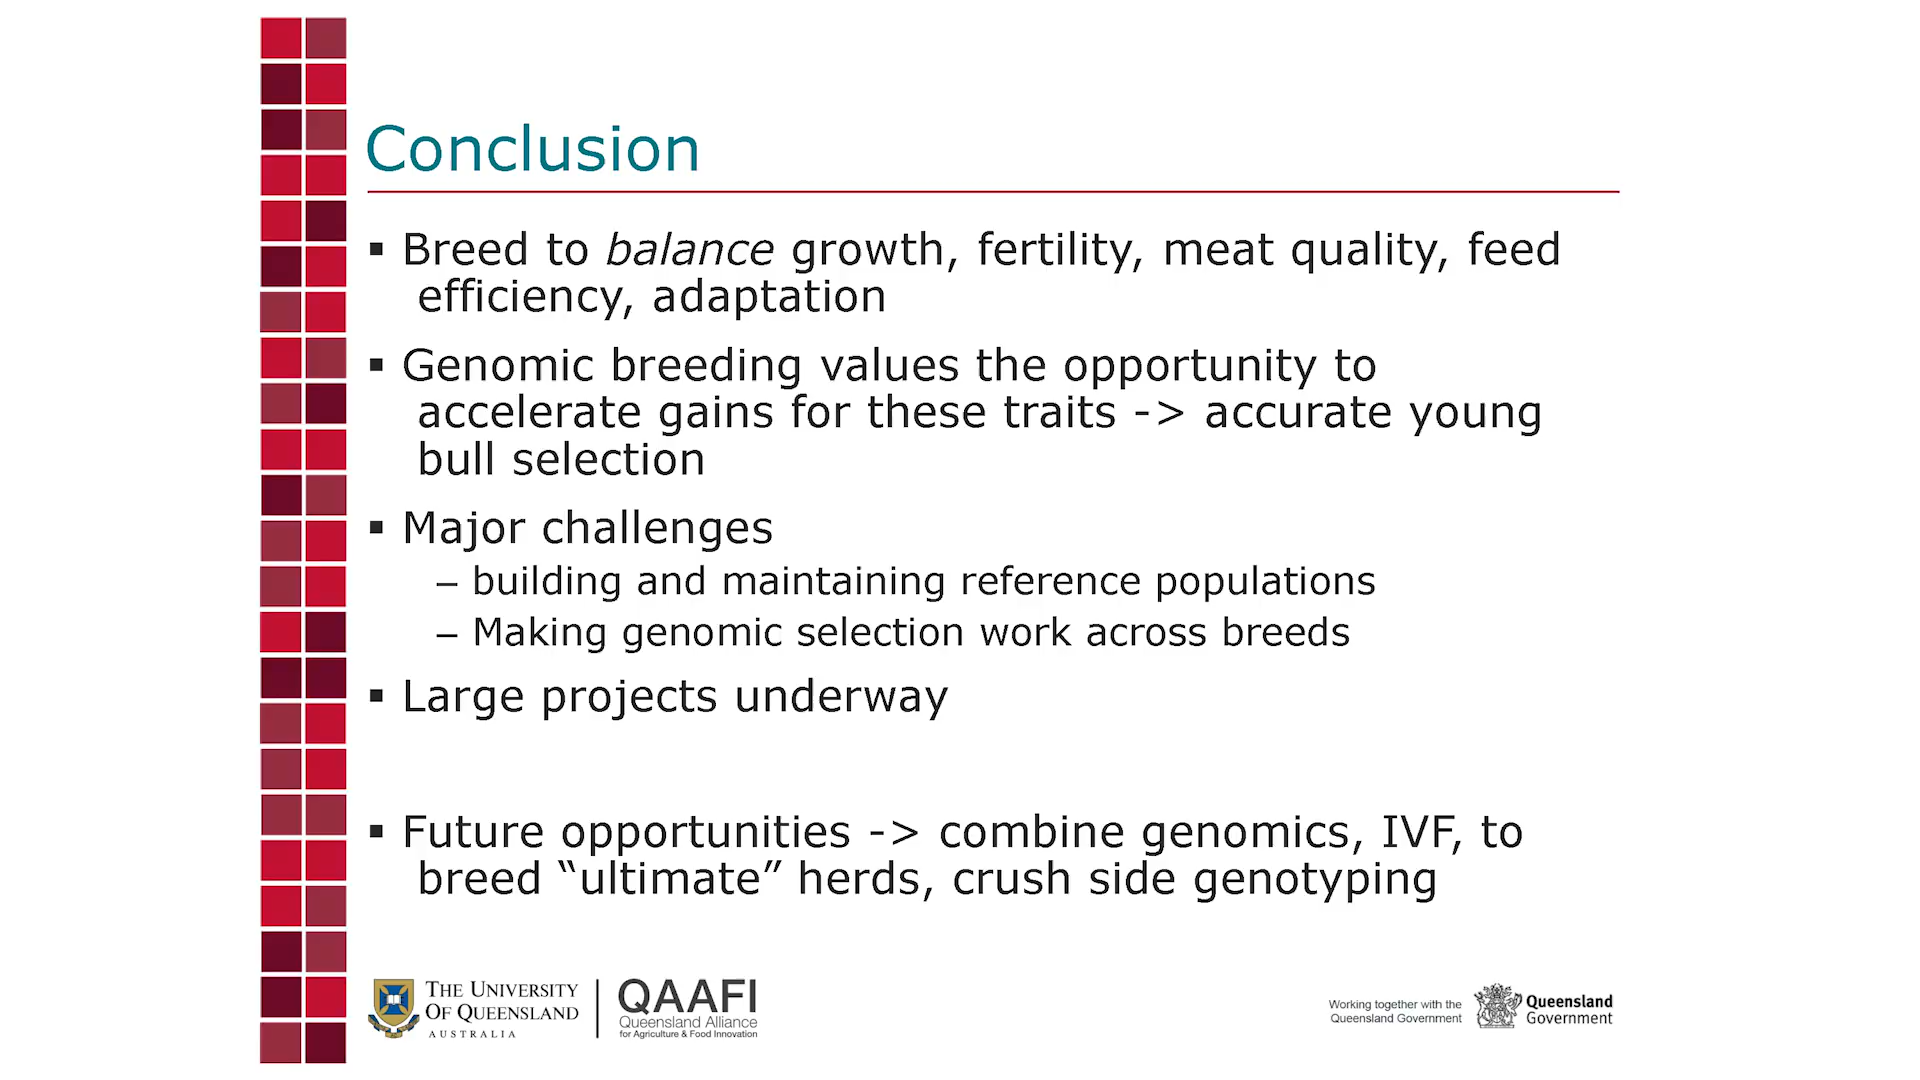 Conclusion
▪ Breed to balance growth, fertility, meat quality, feed
efficiency, adaptation
▪ Genomic breeding values the opportunity to
accelerate gains for these traits -> accurate young
bull selection
▪ Major challenges
– building and maintaining reference populations
– Making genomic selection work across breeds
▪ Large projects underway
▪ Future opportunities -> combine genomics, IVF, to
breed “ultimate” herds, crush side genotyping
THE UNIVERSITY
OF QUEENSLAND
AUSTRALIA
QAAFI
Queensland Alliance
for Agriculture & Food Innovation
Working together with the
Queensland Government
Queensland
Government